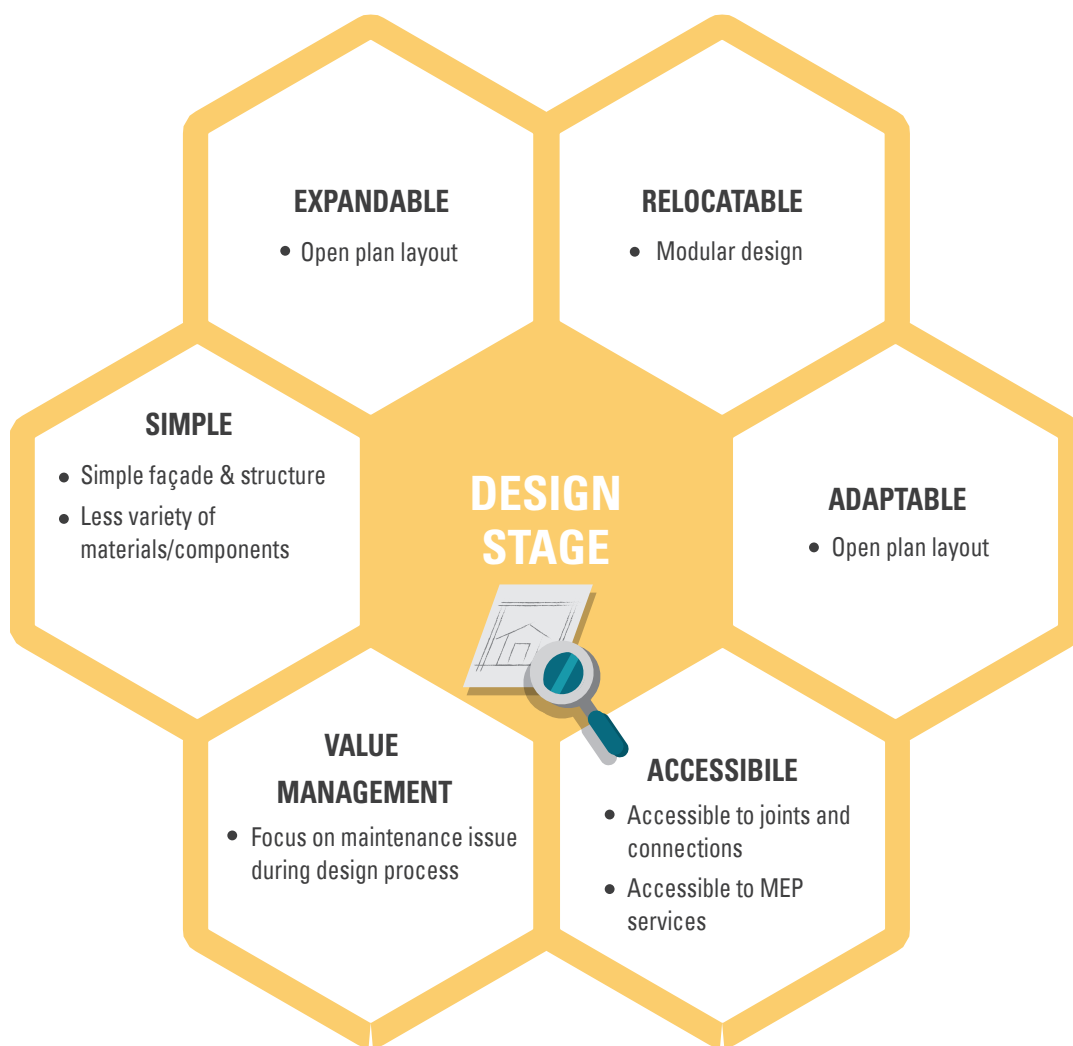 EXPANDABLE
• Open plan layout
RELOCATABLE
• Modular design
SIMPLE
• Simple façade & structure
• Less variety of
materials/components
DESIGN
STAGE
ADAPTABLE
• Open plan layout
VALUE
MANAGEMENT
• Focus on maintenance issue
during design process
ACCESSIBILE
• Accessible to joints and
connections
• Accessible to MEP
services